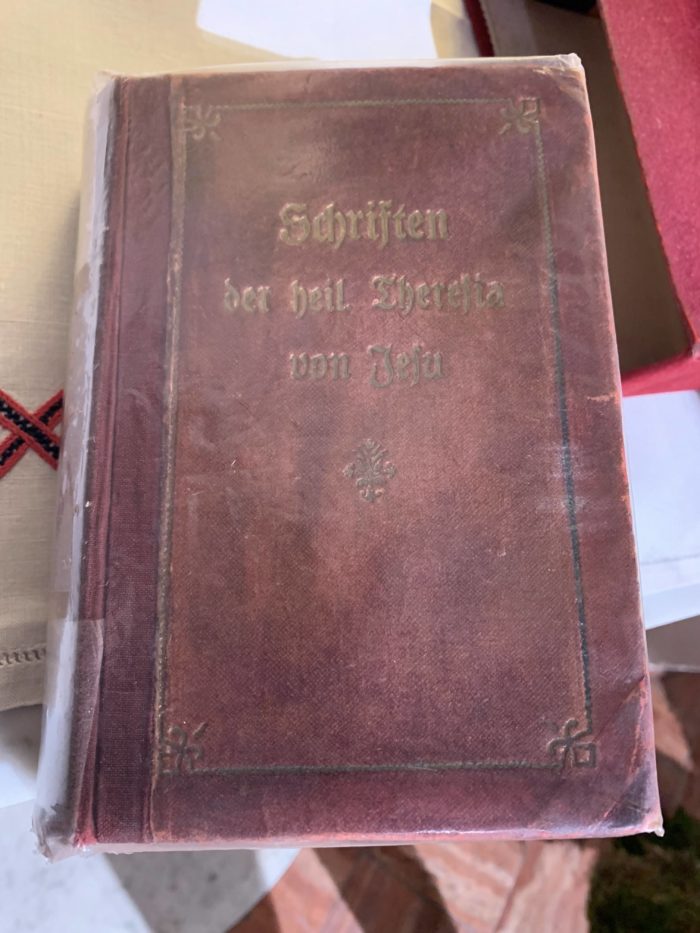 Schriften
der heil. Theresia
von Jesu